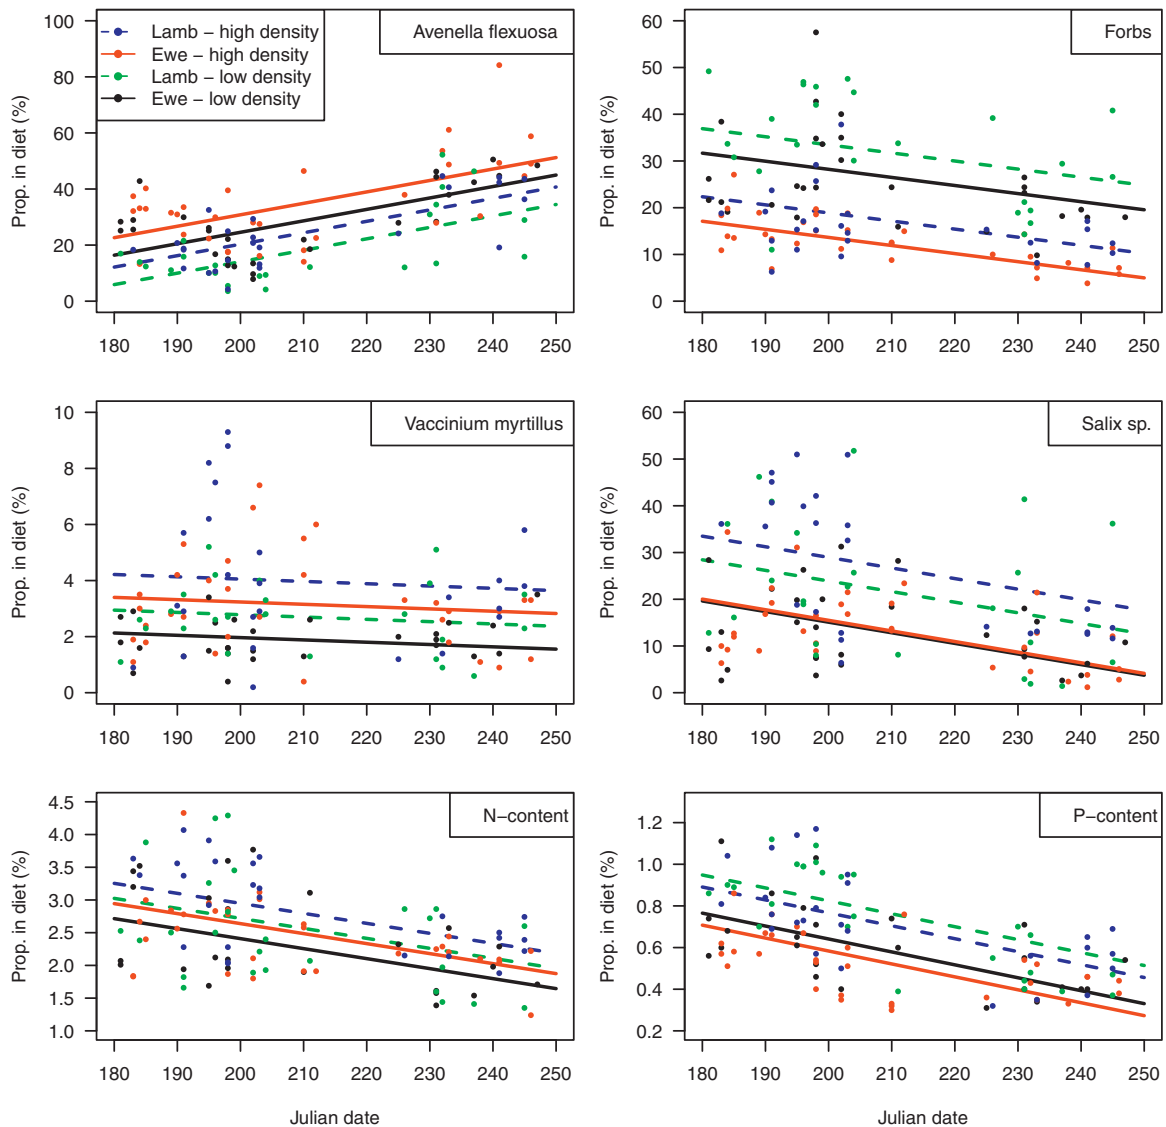 Avenella flexuosa
Lamb − high density
Ewe − high density
Lamb − low density
Ewe − low density
Prop. in diet (%)
100
80
60
40
20
0
180 190 200 210 220 230 240 250
Forbs
Prop. in diet (%)
60
50
40
30
20
10
0
180 190 200 210 220 230 240 250
Vaccinium myrtillus
Prop. in diet (%)
10
8
6
4
2
0
180 190 200 210 220 230 240 250
Salix sp.
Prop. in diet (%)
60
50
40
30
20
10
0
180 190 200 210 220 230 240 250
N−content
Prop. in diet (%)
4.5
4.0
3.5
3.0
2.5
2.0
1.5
1.0
180 190 200 210 220 230 240 250
Julian date
P−content
Prop. in diet (%)
1.2
1.0
0.8
0.6
0.4
0.2
180 190 200 210 220 230 240 250
Julian date